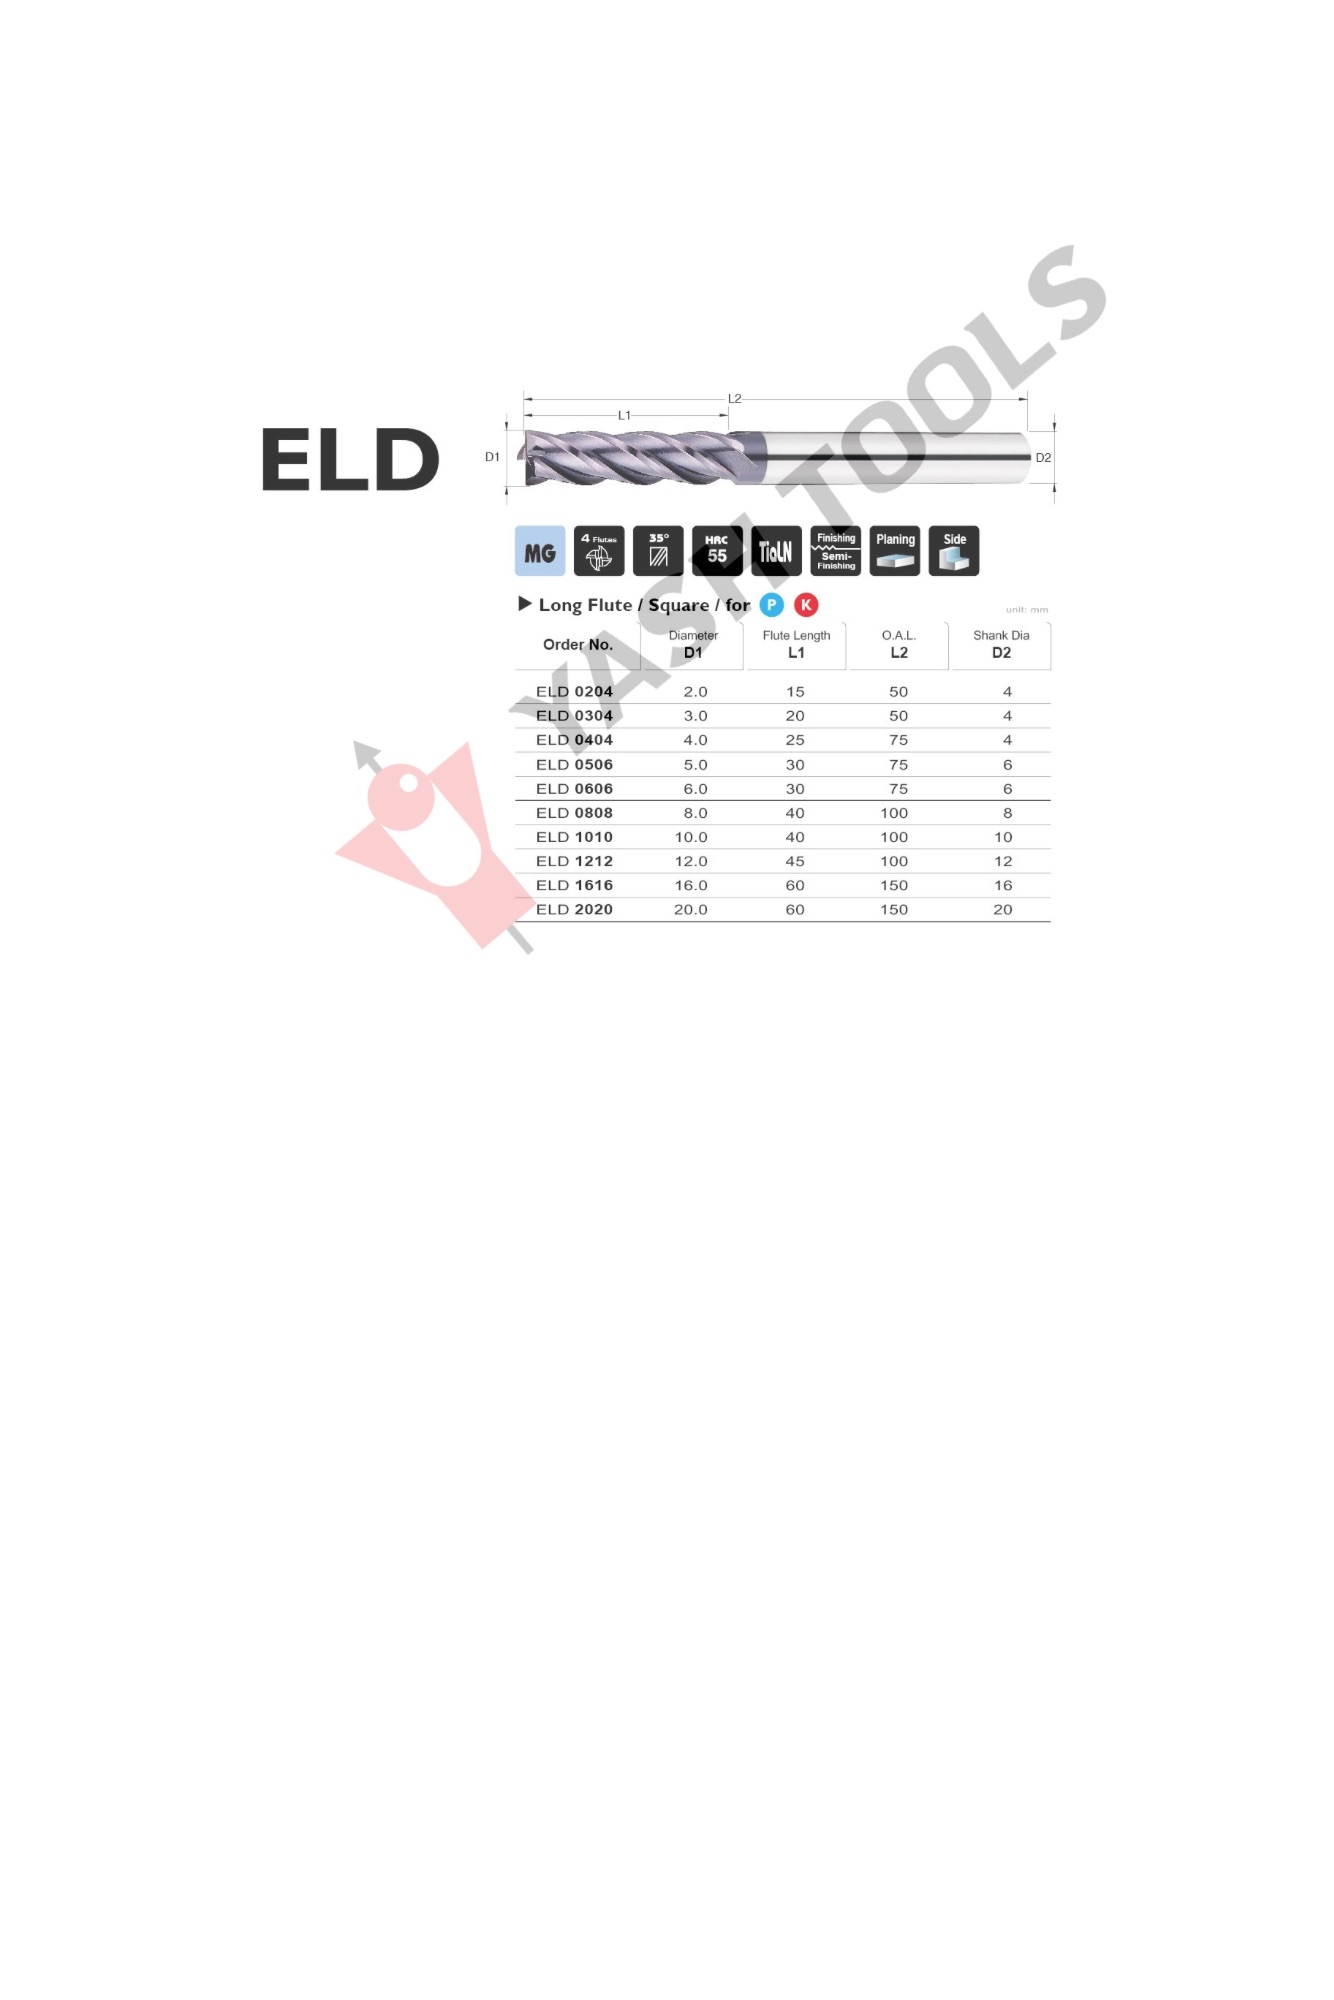 YASH TOOLS
L2
L1
ELD
D1
D2
MG
4 Flutes
35°
HRC
55
TiaLN
Finishing
Semi-
Finishing
Planing
Side
Long Flute / Square / for P K
unit: mm
Order No. Diameter D1 Flute Length L1 O.A.L. L2 Shank Dia D2
ELD 0204 2.0 15 50 4
ELD 0304 3.0 20 50 4
ELD 0404 4.0 25 75 4
ELD 0506 5.0 30 75 6
ELD 0606 6.0 30 75 6
ELD 0808 8.0 40 100 8
ELD 1010 10.0 40 100 10
ELD 1212 12.0 45 100 12
ELD 1616 16.0 60 150 16
ELD 2020 20.0 60 150 20